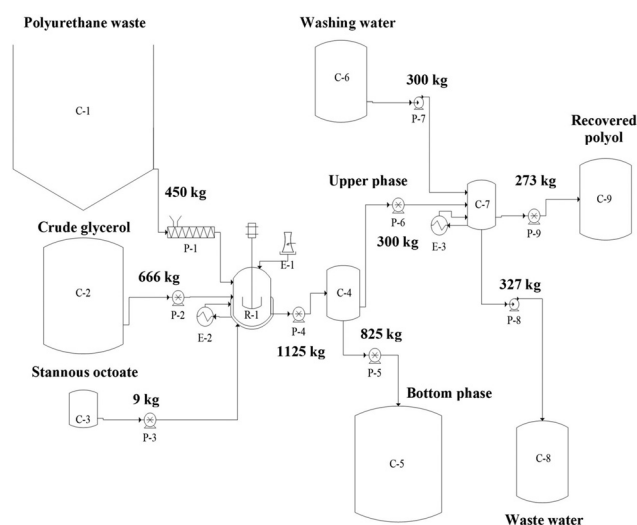 Polyurethane waste
Washing water
C-1
C-6
300 kg
P-7
Recovered
polyol
450 kg
Upper phase
C-7
273 kg
C-9
P-1
P-6
P-9
Crude glycerol
300 kg
E-3
E-1
C-2
666 kg
P-2
R-1
C-4
327 kg
E-2
P-4
P-8
1125 kg
825 kg
Stannous octoate
P-5
9 kg
Bottom phase
C-3
P-3
C-5
C-8
Waste water